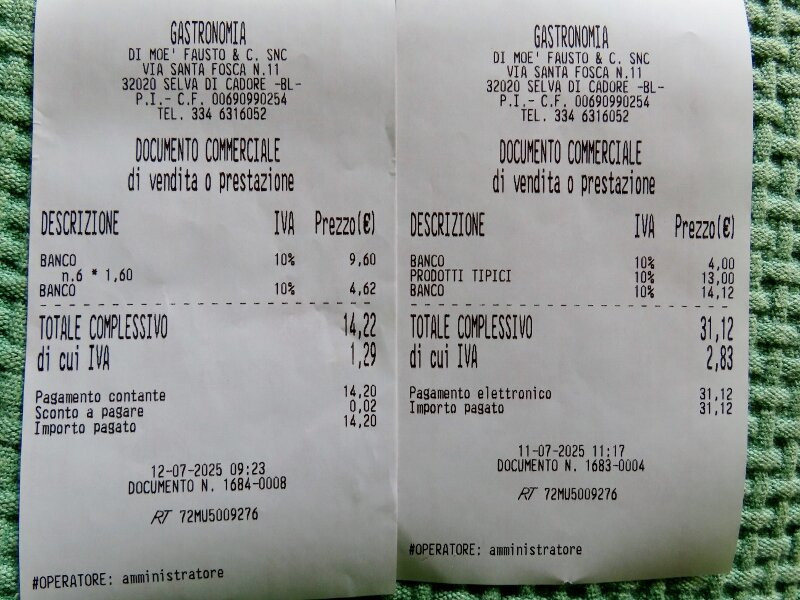 GASTRONOMIA
DI MOE' FAUSTO & C. SNC
VIA SANTA FOSCA N.11
32020 SELVA DI CADORE -BL-
P.I.- C.F. 00690990254
TEL. 334 6316052
DOCUMENTO COMMERCIALE
di vendita o prestazione
DESCRIZIONE IVA Prezzo(€)
BANCO 10% 9,60
n.6 * 1,60
BANCO 10% 4,62
TOTALE COMPLESSIVO 14,22
di cui IVA 1,29
Pagamento contante 14,20
Sconto a pagare 0,02
Importo pagato 14,20
12-07-2025 09:23
DOCUMENTO N. 1684-0008
RT 72MU5009276
#OPERATORE: amministratore
GASTRONOMIA
DI MOE' FAUSTO & C. SNC
VIA SANTA FOSCA N.11
32020 SELVA DI CADORE -BL-
P.I.- C.F. 00690990254
TEL. 334 6316052
DOCUMENTO COMMERCIALE
di vendita o prestazione
DESCRIZIONE IVA Prezzo(€)
BANCO 10% 4,00
PRODOTTI TIPICI 10% 13,00
BANCO 10% 14,12
TOTALE COMPLESSIVO 31,12
di cui IVA 2,83
Pagamento elettronico 31,12
Importo pagato 31,12
11-07-2025 11:17
DOCUMENTO N. 1683-0004
RT 72MU5009276
#OPERATORE: amministratore